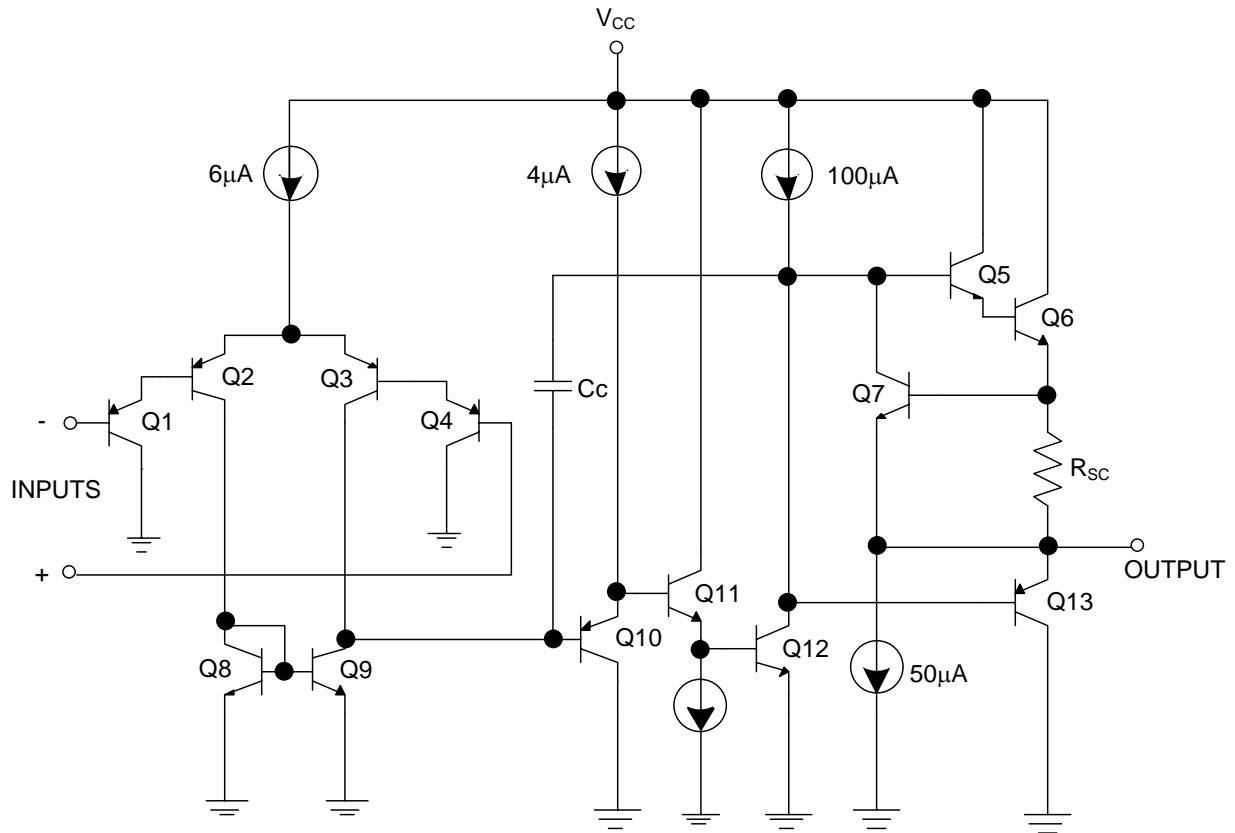 VCC
6μA
4μA
100μA
Q5
Q6
Q2
Q3
Cc
Q7
-
Q1
Q4
RSC
INPUTS
+
OUTPUT
Q11
Q13
Q10
Q12
Q8
Q9
50μA